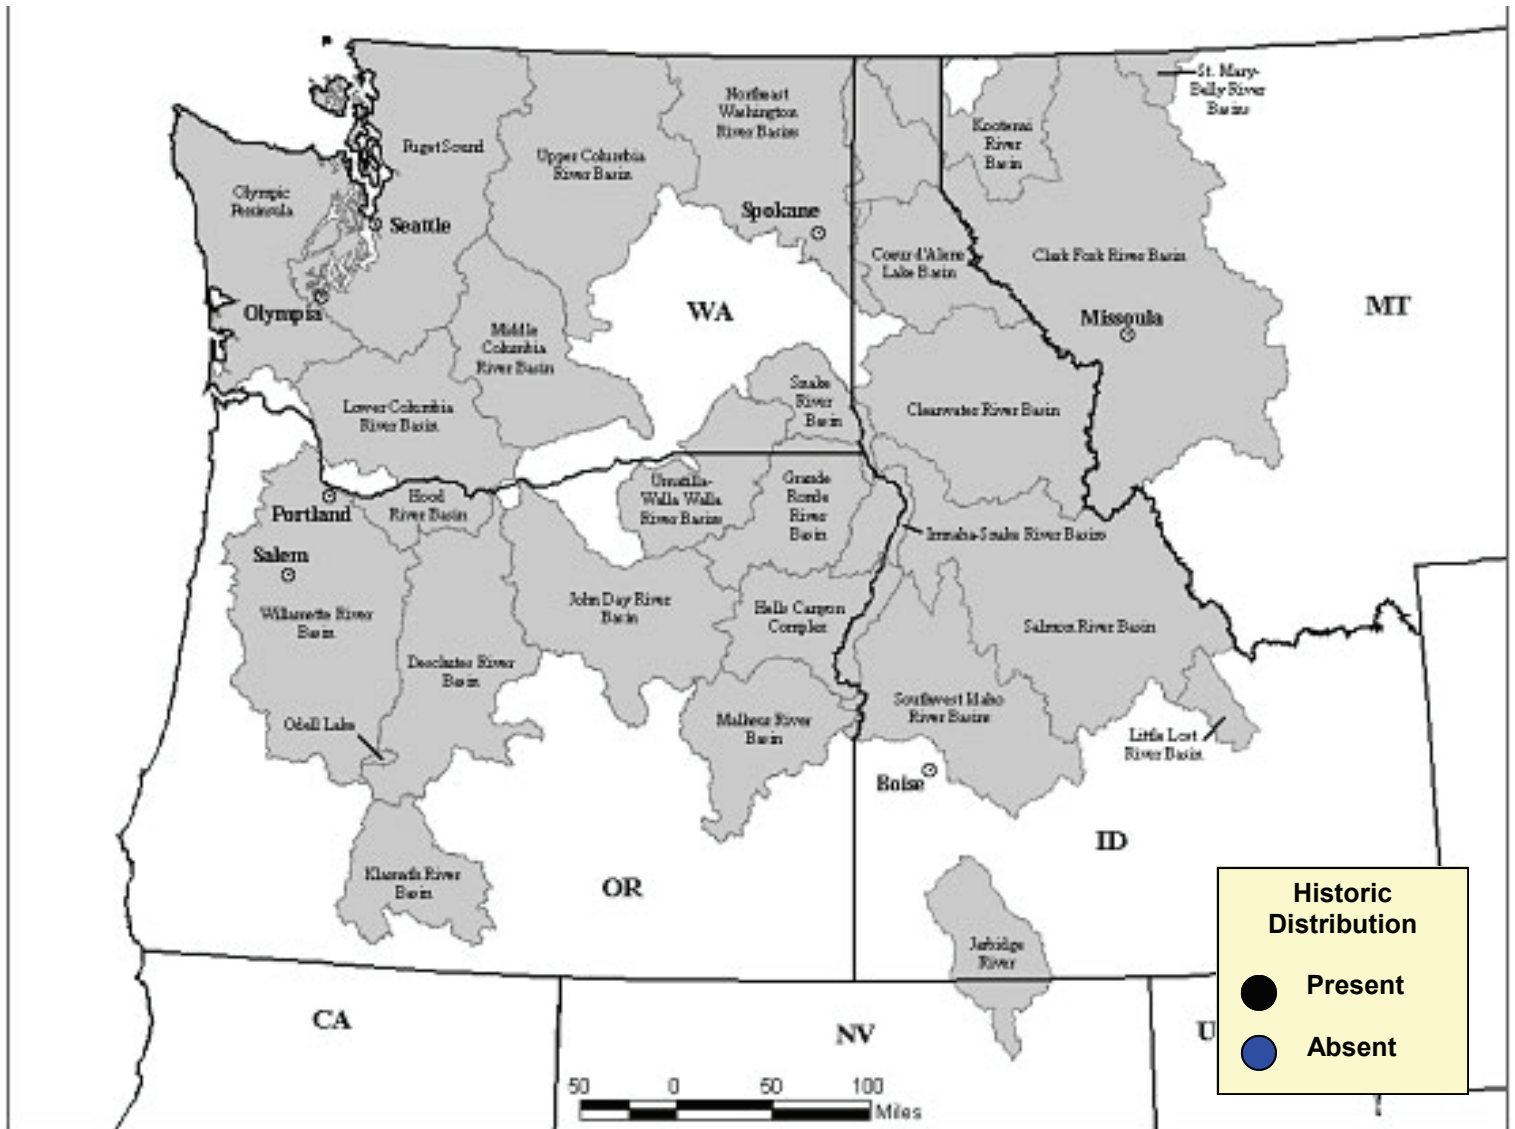 St. Mary-
Belly River
Basins
Northeast
Washington
River Basins
Kootenai
River
Basin
Puget Sound
Upper Columbia
River Basin
Olympic
Peninsula
Seattle
Spokane
Coeur d'Alene
Lake Basin
Clark Fork River Basin
Olympia
WA
Missoula
MT
Middle
Columbia
River Basin
Snake
River
Basin
Lower Columbia
River Basin
Clearwater River Basin
Umatilla-
Walla Walla
River Basins
Grande
Ronde
River
Basin
Hood
River Basin
Portland
Imnaha-Snake River Basins
Salem
Willamette River
Basin
John Day River
Basin
Hells Canyon
Complex
Salmon River Basin
Deschutes River
Basin
Southwest Idaho
River Basins
Odell Lake
Malheur River
Basin
Little Lost
River Basin
Boise
ID
Klamath River
Basin
OR
Jarbidge
River
Historic
Distribution
Present
Absent
CA
NV
U
50 0 50 100
Miles